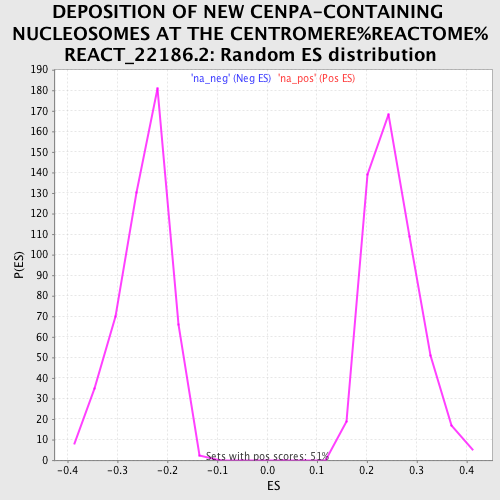 DEPOSITION OF NEW CENPA-CONTAINING
NUCLEOSOMES AT THE CENTROMERE%REACTOME%
REACT_22186.2: Random ES distribution
'na_neg' (Neg ES) 'na_pos' (Pos ES)
190
180
170
160
150
140
130
120
110
100
90
80
70
60
50
40
30
20
10
0
P(ES)
Sets with pos scores: 51%
-0.4 -0.3 -0.2 -0.1 0.0 0.1 0.2 0.3 0.4
ES